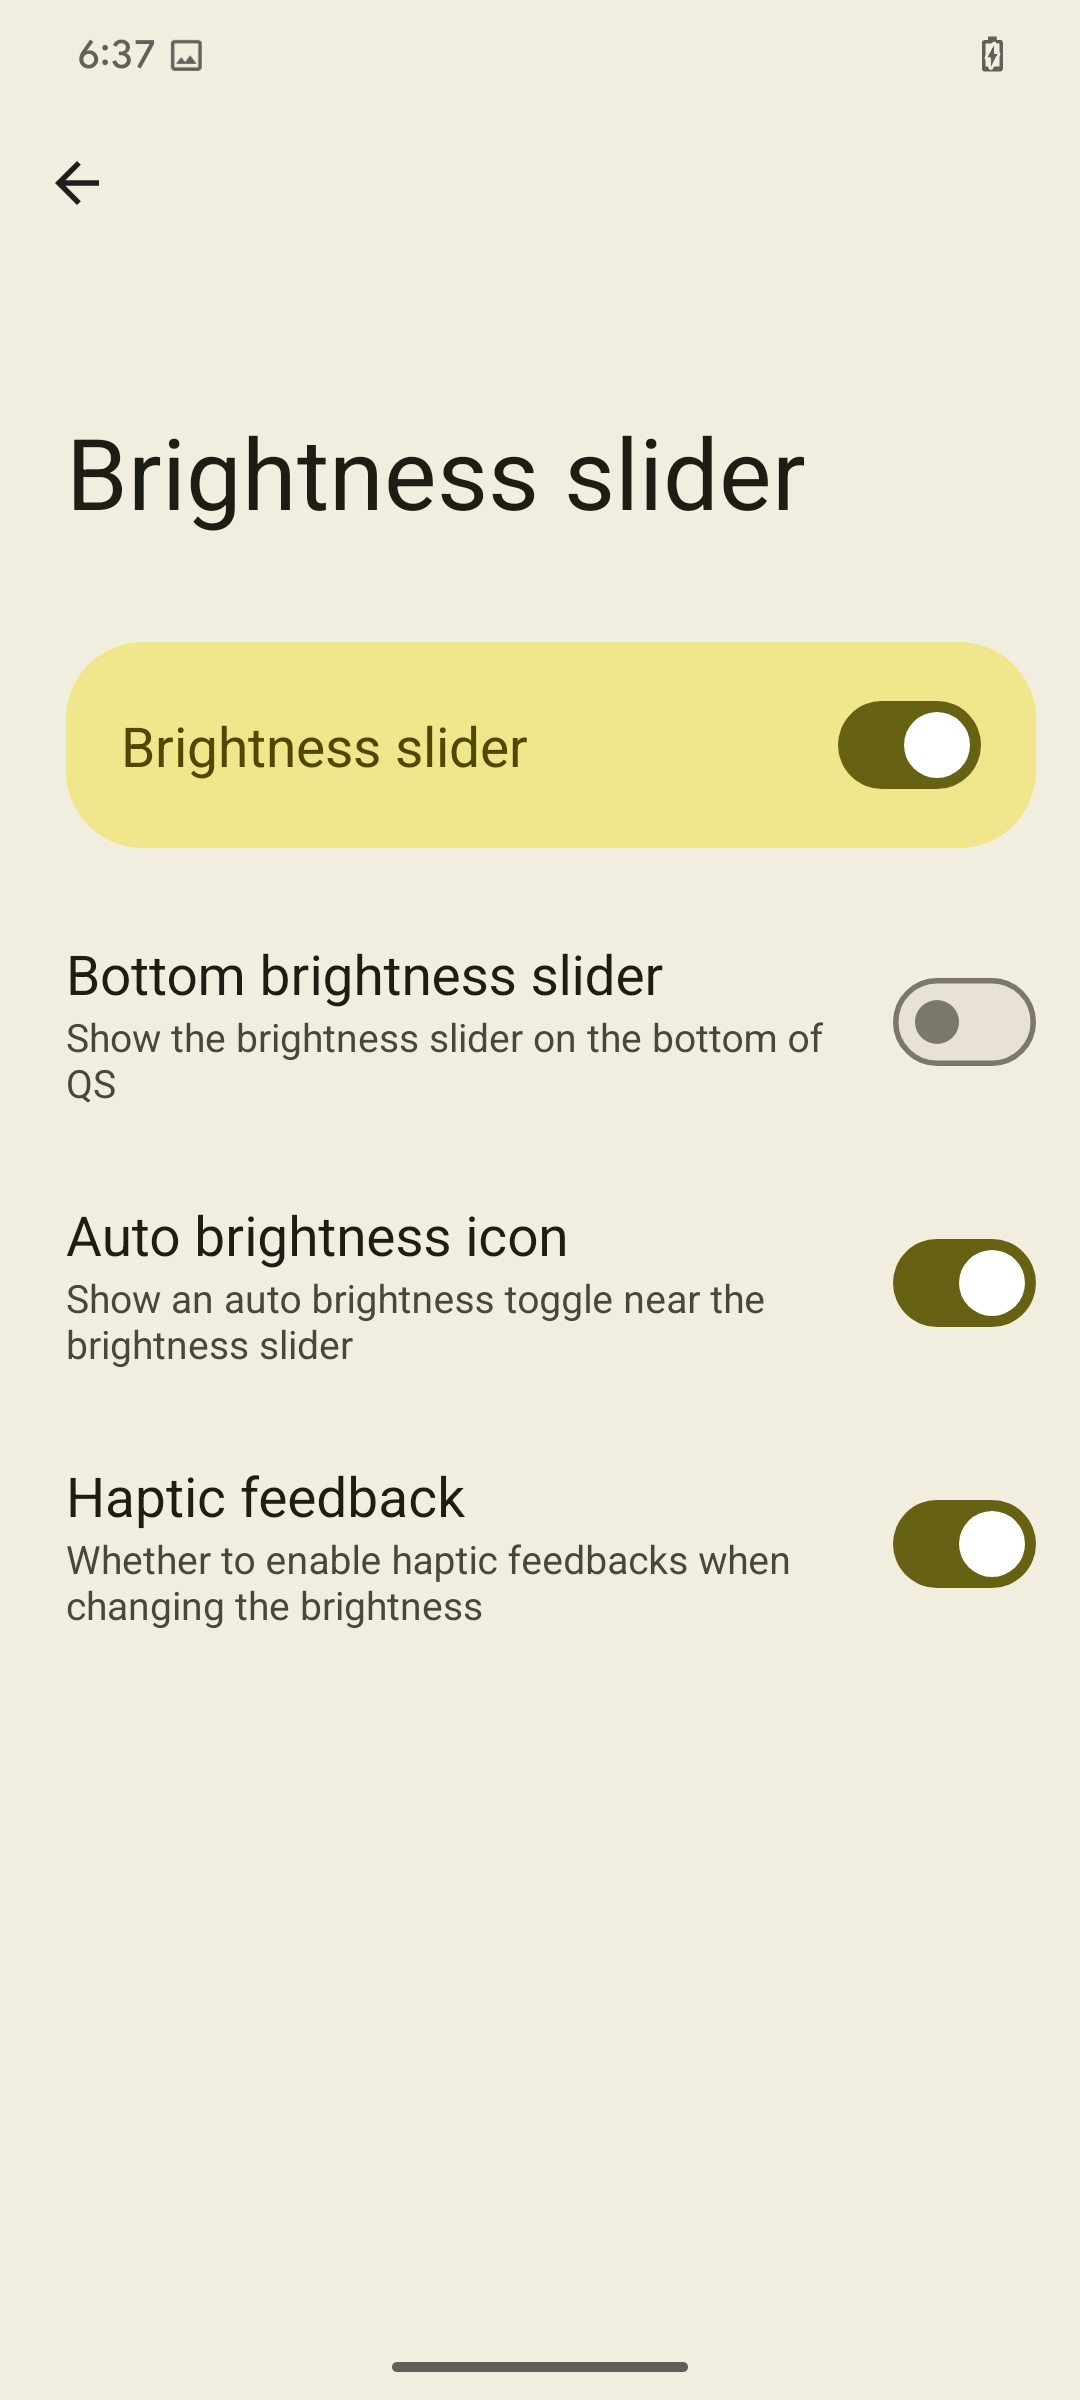 6:37
Brightness slider
Brightness slider
Bottom brightness slider
Show the brightness slider on the bottom of
QS
Auto brightness icon
Show an auto brightness toggle near the
brightness slider
Haptic feedback
Whether to enable haptic feedbacks when
changing the brightness